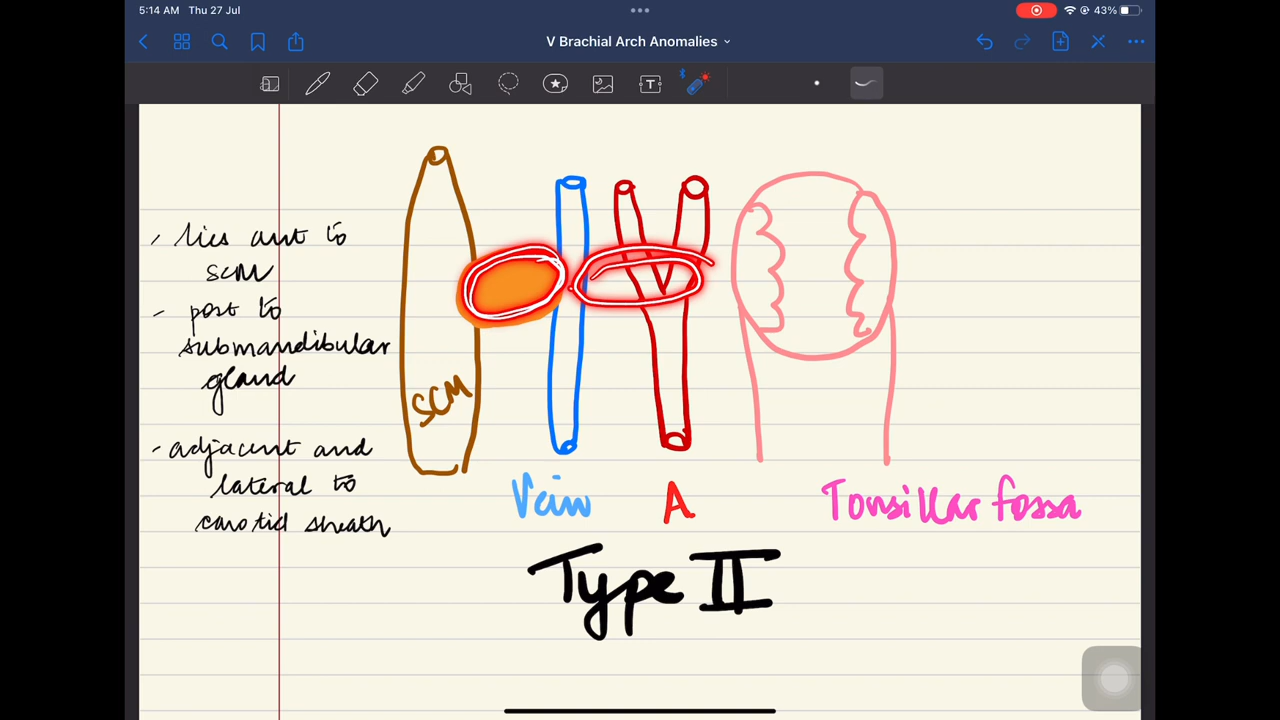 5:14 AM Thu 27 Jul
43%
V Brachial Arch Anomalies
T
- lies ant to
SCM
- post to
submandibular
gland
- adjacent and
lateral to
carotid sheath
SCM
Vein
A
Tonsillar fossa
Type II